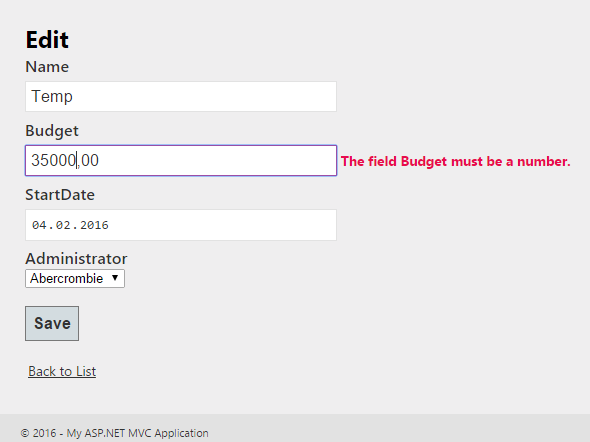 Edit
Name
Temp
Budget
35000,00 The field Budget must be a number.
StartDate
04.02.2016
Administrator
Abercrombie
Save
Back to List
© 2016 - My ASP.NET MVC Application